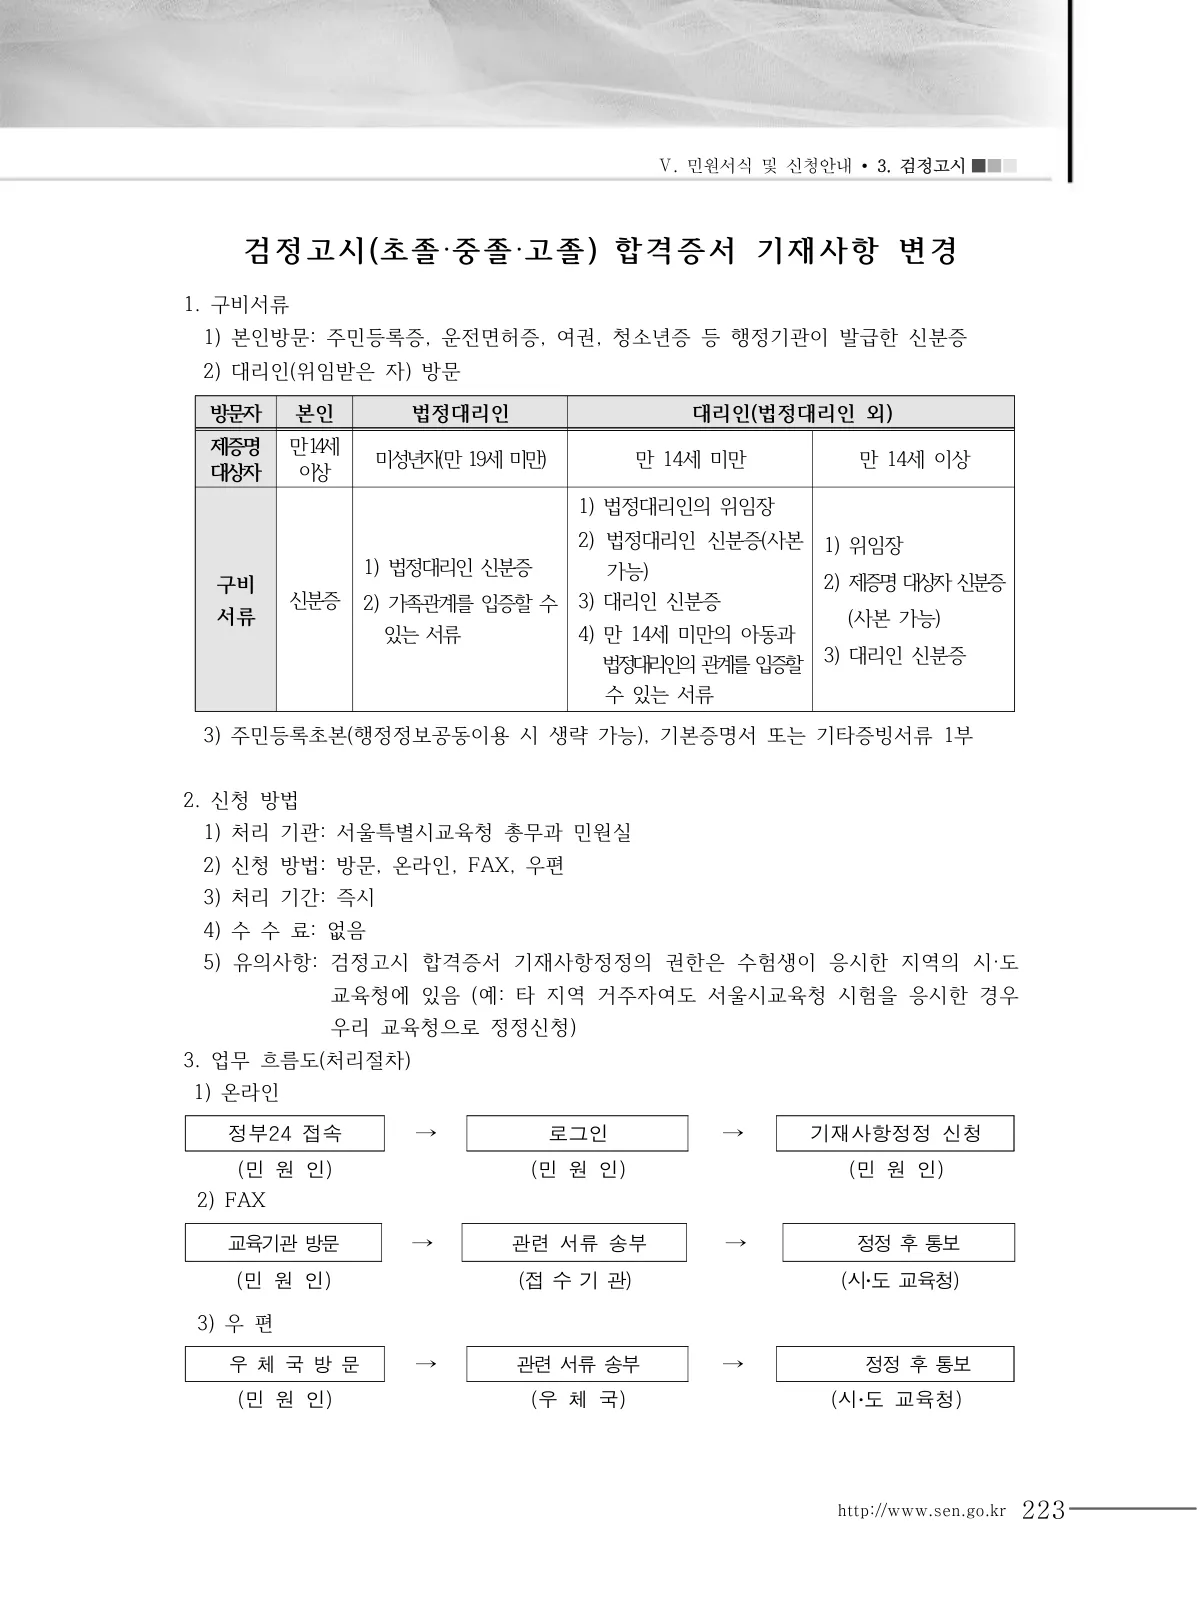 Ⅴ. 민원서식 및 신청안내 • 3. 검정고시
검정고시(초졸·중졸·고졸) 합격증서 기재사항 변경
1. 구비서류
1) 본인방문: 주민등록증, 운전면허증, 여권, 청소년증 등 행정기관이 발급한 신분증
2) 대리인(위임받은 자) 방문
방문자 본인 법정대리인 대리인(법정대리인 외)
제증명 대상자 만 14세 이상 미성년자(만 19세 미만) 만 14세 미만 만 14세 이상
구비 서류
신분증
1) 법정대리인 신분증
2) 가족관계를 입증할 수
있는 서류
1) 법정대리인의 위임장
2) 법정대리인 신분증(사본
가능)
3) 대리인 신분증
4) 만 14세 미만의 아동과
법정대리인의 관계를 입증할
수 있는 서류
1) 위임장
2) 제증명 대상자 신분증
(사본 가능)
3) 대리인 신분증
3) 주민등록초본(행정정보공동이용 시 생략 가능), 기본증명서 또는 기타증빙서류 1부
2. 신청 방법
1) 처리 기관: 서울특별시교육청 총무과 민원실
2) 신청 방법: 방문, 온라인, FAX, 우편
3) 처리 기간: 즉시
4) 수 수 료: 없음
5) 유의사항: 검정고시 합격증서 기재사항정정의 권한은 수험생이 응시한 지역의 시·도
교육청에 있음 (예: 타 지역 거주자여도 서울시교육청 시험을 응시한 경우
우리 교육청으로 정정신청)
3. 업무 흐름도(처리절차)
1) 온라인
정부24 접속 → 로그인 → 기재사항정정 신청
(민 원 인) (민 원 인) (민 원 인)
2) FAX
교육기관 방문 → 관련 서류 송부 → 정정 후 통보
(민 원 인) (접 수 기 관) (시·도 교육청)
3) 우 편
우 체 국 방 문 → 관련 서류 송부 → 정정 후 통보
(민 원 인) (우 체 국) (시·도 교육청)
http://www.sen.go.kr 223